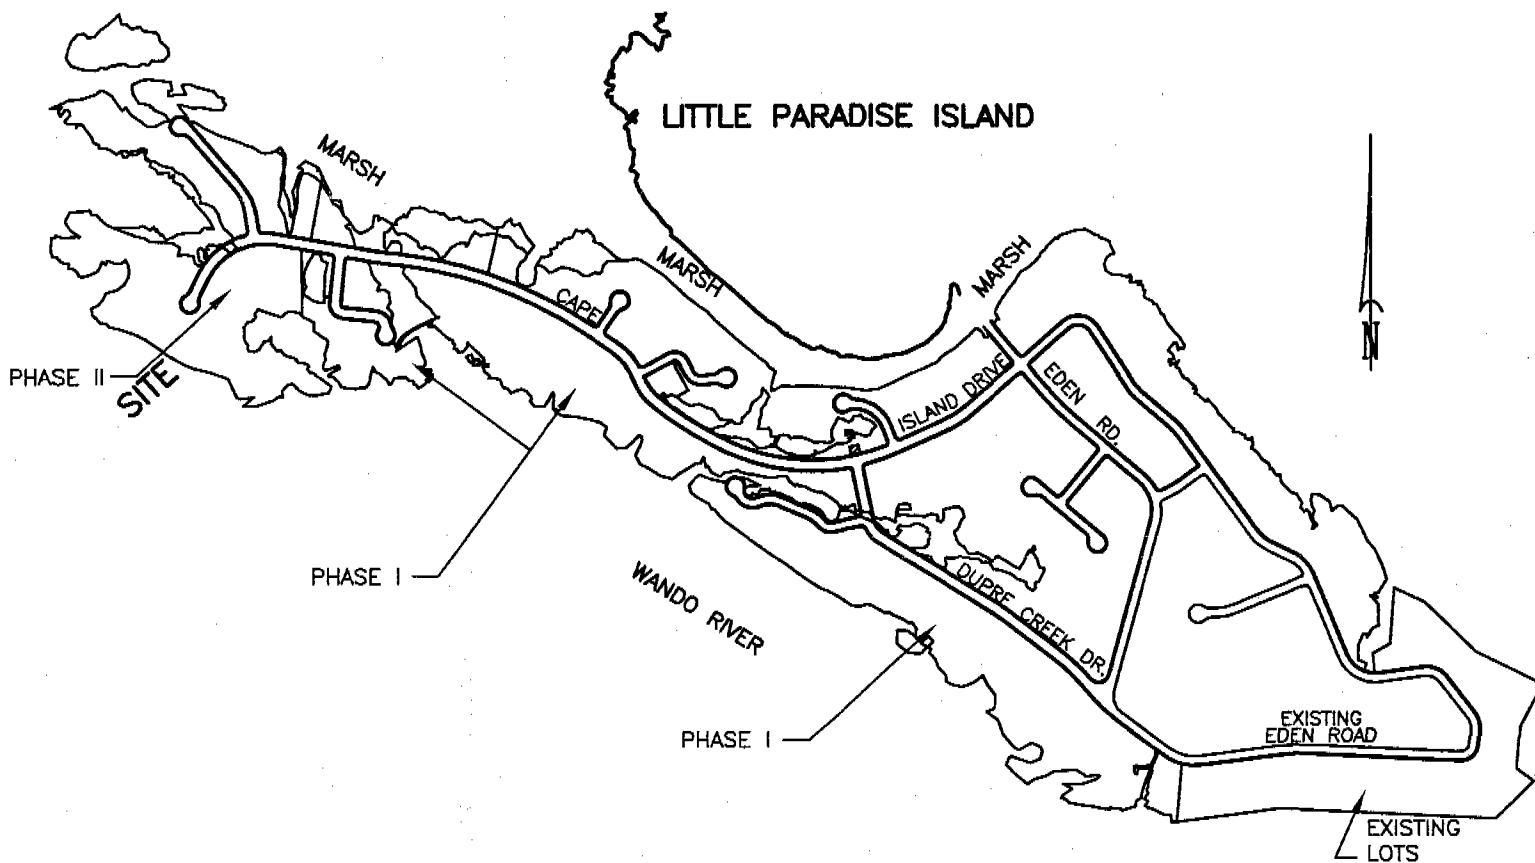 LITTLE PARADISE ISLAND
MARSH
MARSH
MARSH
N
CAPE
ISLAND DRIVE
EDEN RD.
PHASE II
SITE
PHASE I
WANDO RIVER
DUPRE CREEK DR.
PHASE I
EXISTING
EDEN ROAD
EXISTING
LOTS